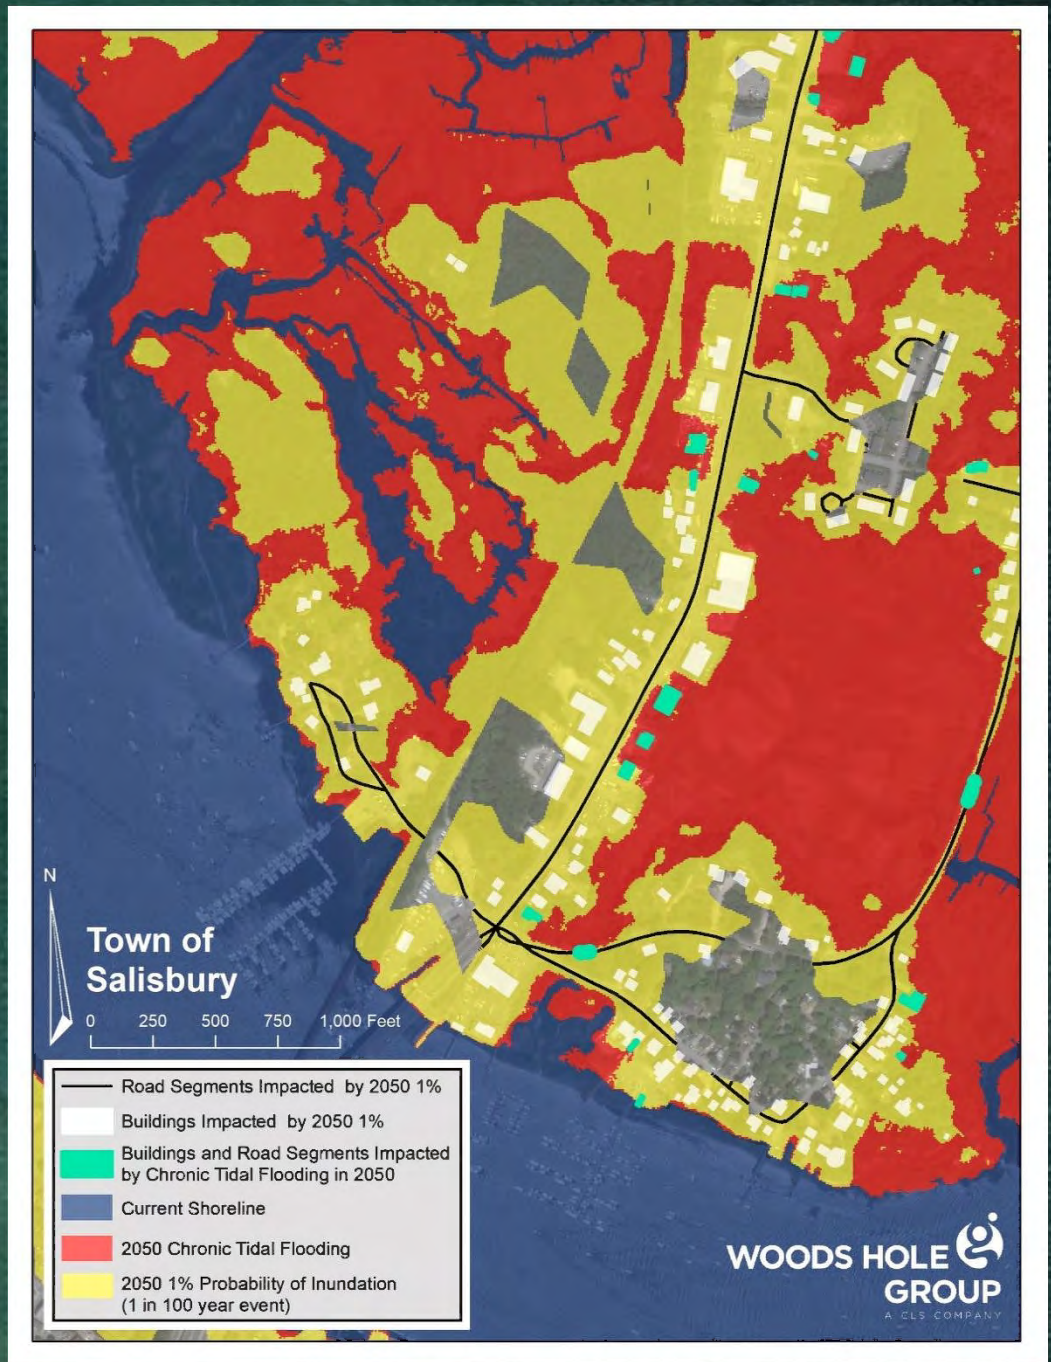 N
Town of
Salisbury
0 250 500 750 1,000 Feet
Road Segments Impacted by 2050 1%
Buildings Impacted by 2050 1%
Buildings and Road Segments Impacted
by Chronic Tidal Flooding in 2050
Current Shoreline
2050 Chronic Tidal Flooding
2050 1% Probability of Inundation
(1 in 100 year event)
WOODS HOLE
GROUP
A CLS COMPANY